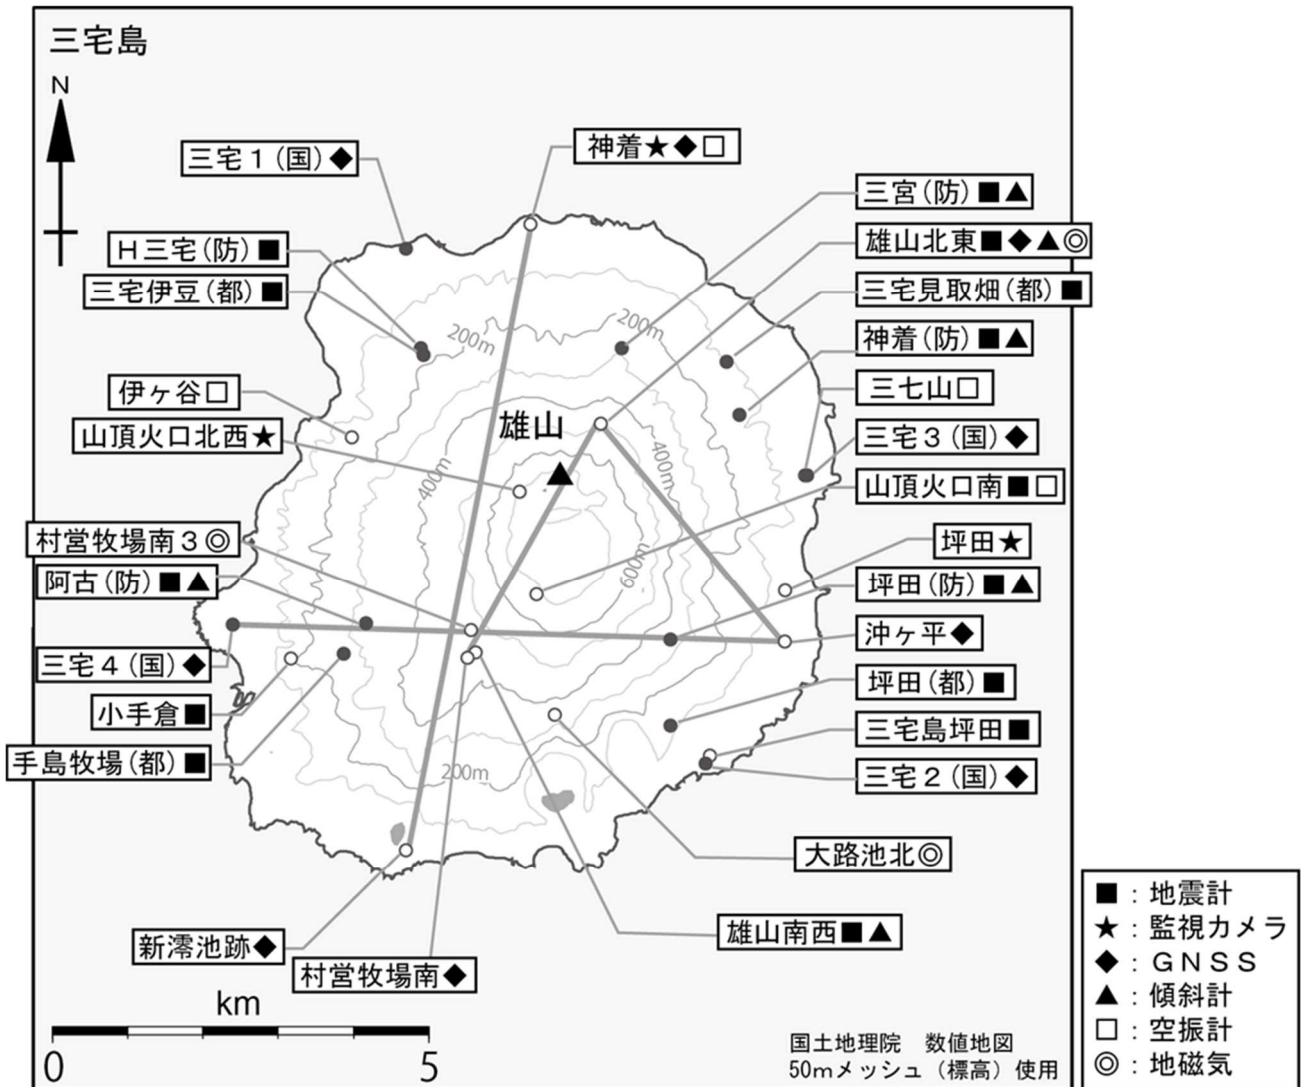 三宅島
N
三宅1(国)◆
神着★◆□
三宮(防)■▲
雄山北東■◆▲◎
H三宅(防)■
三宅伊豆(都)■
三宅見取畑(都)■
神着(防)■▲
200m
200m
伊ヶ谷□
三七山□
山頂火口北西★
雄山
三宅3(国)◆
400m
400m
山頂火口南■□
村営牧場南3◎
坪田★
600m
阿古(防)■▲
坪田(防)■▲
沖ヶ平◆
三宅4(国)◆
坪田(都)■
小手倉■
三宅島坪田■
手島牧場(都)■
200m
三宅2(国)◆
大路池北◎
新澪池跡◆
雄山南西■▲
村営牧場南◆
km
0 5
国土地理院 数値地図
50mメッシュ(標高)使用
■:地震計
★:監視カメラ
◆:GNSS
▲:傾斜計
□:空振計
◎:地磁気